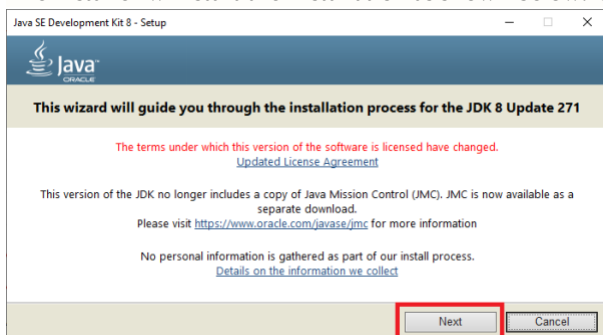 Java SE Development Kit 8 - Setup
Java
ORACLE
This wizard will guide you through the installation process for the JDK 8 Update 271
The terms under which this version of the software is licensed have changed.
Updated License Agreement
This version of the JDK no longer includes a copy of Java Mission Control (JMC). JMC is now available as a
separate download.
Please visit https://www.oracle.com/javase/jmc for more information
No personal information is gathered as part of our install process.
Details on the information we collect
Next
Cancel